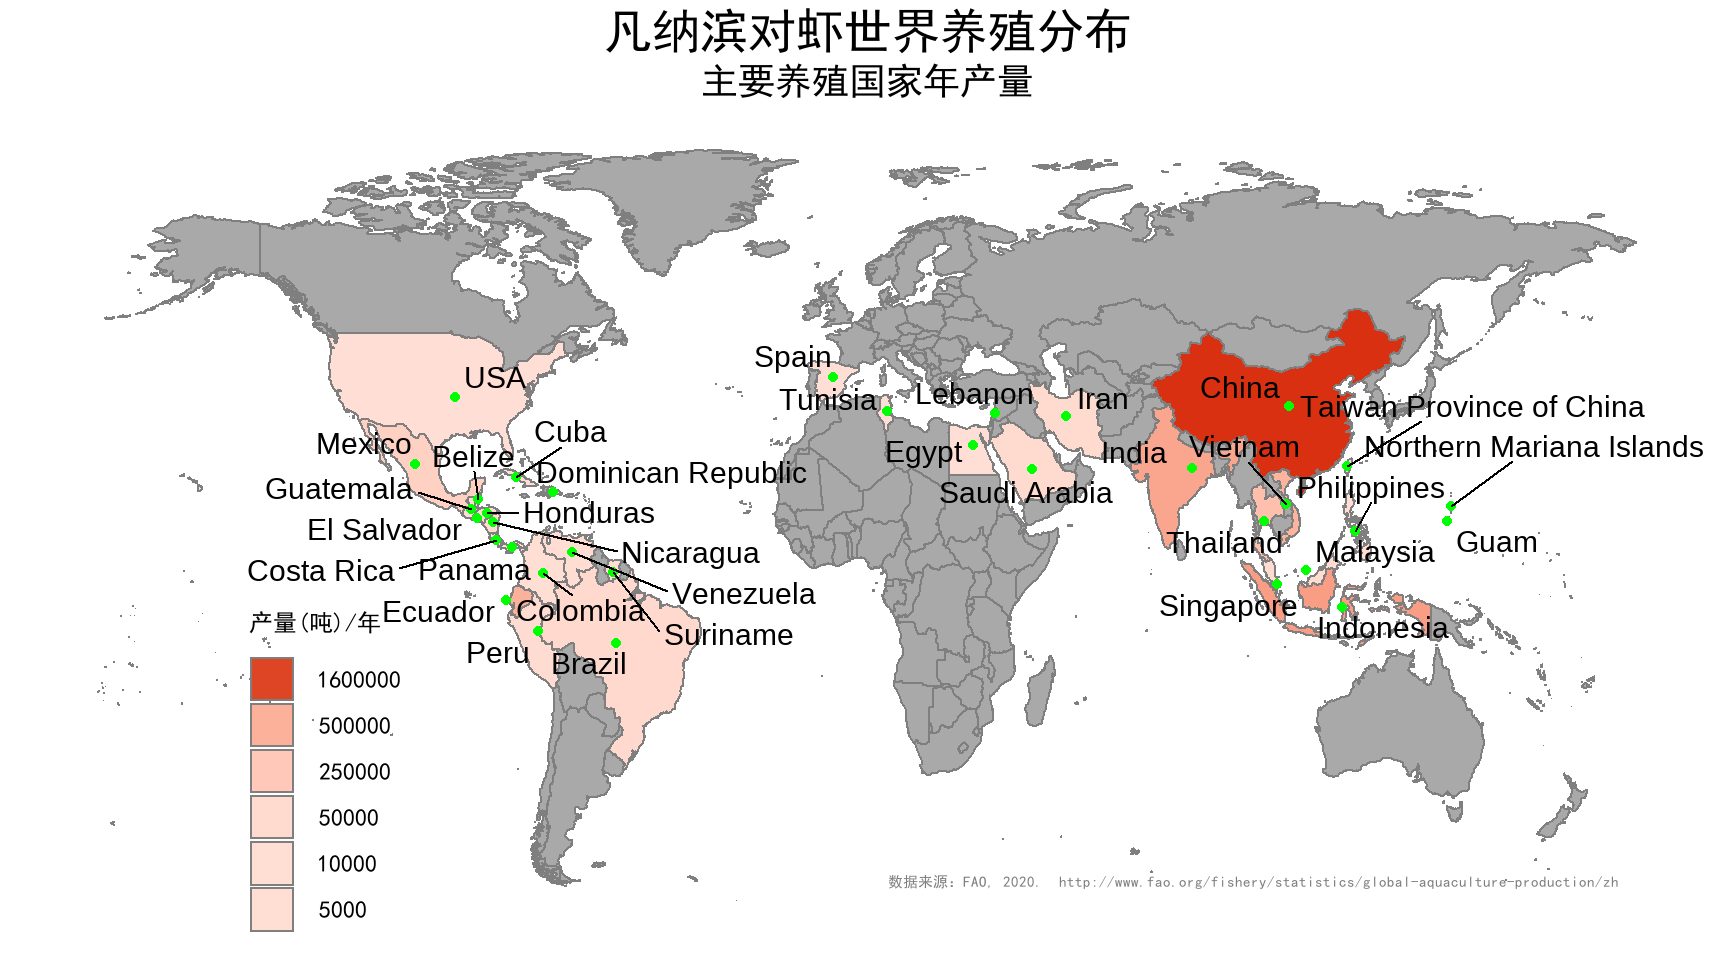 凡纳滨对虾世界养殖分布
主要养殖国家年产量
Spain
USA
Tunisia
Lebanon
Iran
China
Taiwan Province of China
Mexico
Belize
Cuba
Egypt
India
Vietnam
Northern Mariana Islands
Dominican Republic
Guatemala
Saudi Arabia
Philippines
El Salvador
Honduras
Thailand
Malaysia
Guam
Nicaragua
Costa Rica
Panama
Venezuela
Ecuador
Colombia
Singapore
Indonesia
Suriname
Peru
Brazil
产量(吨)/年
1600000
500000
250000
50000
10000
5000
数据来源：FAO, 2020. http://www.fao.org/fishery/statistics/global-aquaculture-production/zh